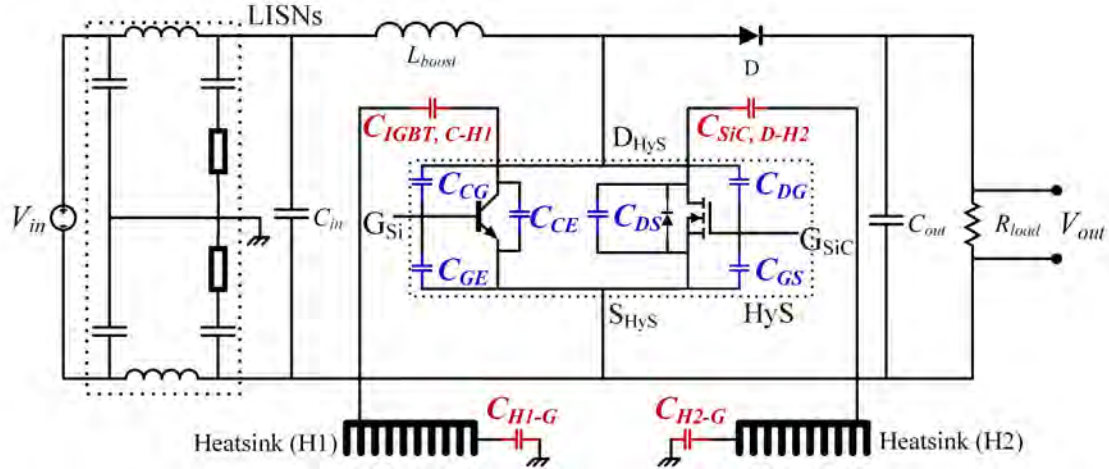 LISNs
L_boost
D
C_IGBT, C-H1
C_SiC, D-H2
D_HyS
C_CG
C_DG
V_in
C_in
G_Si
C_CE
C_DS
G_SiC
C_out
R_load
V_out
C_GE
C_GS
S_HyS
HyS
C_H1-G
C_H2-G
Heatsink (H1)
Heatsink (H2)